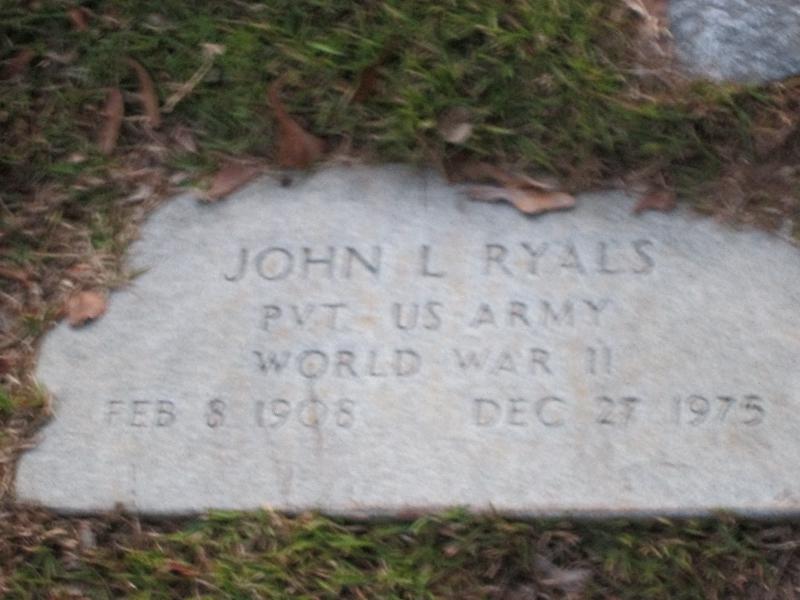 JOHN L RYALS
PVT US ARMY
WORLD WAR II
FEB 8 1908 DEC 27 1975